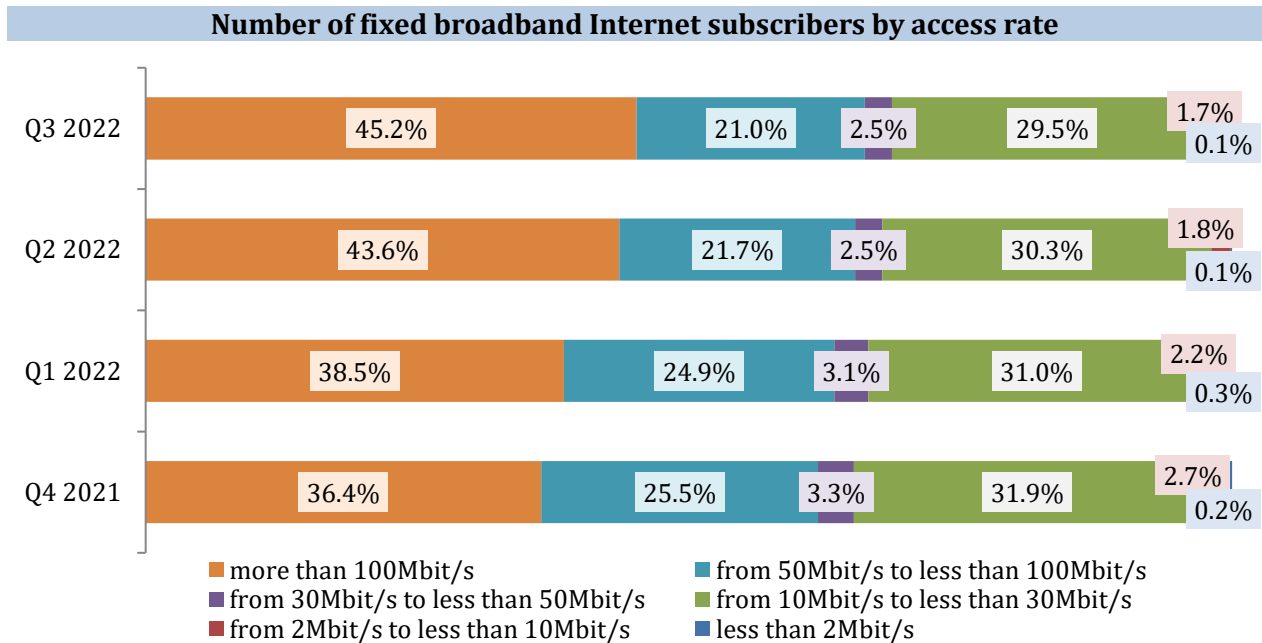 Number of fixed broadband Internet subscribers by access rate
Q3 2022
45.2%
21.0%
2.5%
29.5%
1.7%
0.1%
Q2 2022
43.6%
21.7%
2.5%
30.3%
1.8%
0.1%
Q1 2022
38.5%
24.9%
3.1%
31.0%
2.2%
0.3%
Q4 2021
36.4%
25.5%
3.3%
31.9%
2.7%
0.2%
more than 100Mbit/s
from 50Mbit/s to less than 100Mbit/s
from 30Mbit/s to less than 50Mbit/s
from 10Mbit/s to less than 30Mbit/s
from 2Mbit/s to less than 10Mbit/s
less than 2Mbit/s